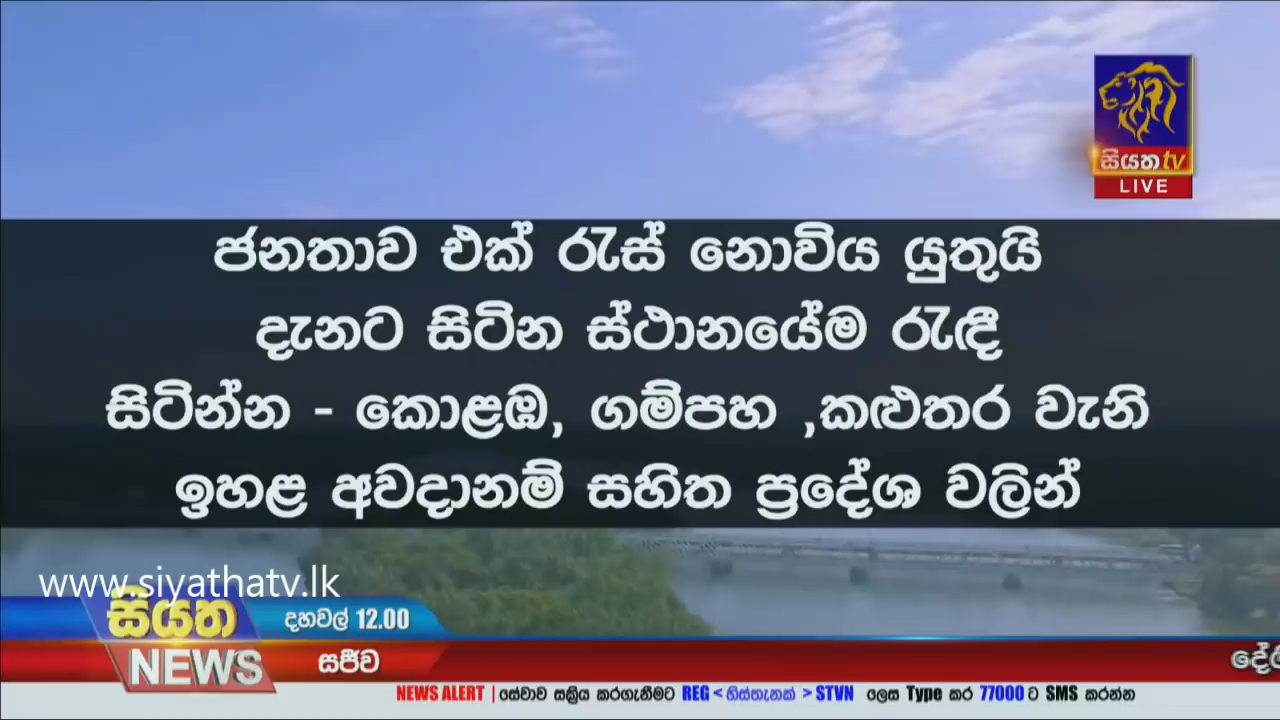 සියතtv
LIVE
ජනතාව එක් රැස් නොවිය යුතුයි
දැනට සිටින ස්ථානයේම රැඳී
සිටින්න - කොළඹ, ගම්පහ ,කළුතර වැනි
ඉහළ අවදානම් සහිත ප්‍රදේශ වලින්
www.siyathatv.lk
සියත දහවල් 12.00
NEWS සජීව
NEWS ALERT | සේවාව සක්‍රිය කරගැනීමට REG < හිස්තැනක් > STVN ලෙස Type කර 77000 ට SMS කරන්න